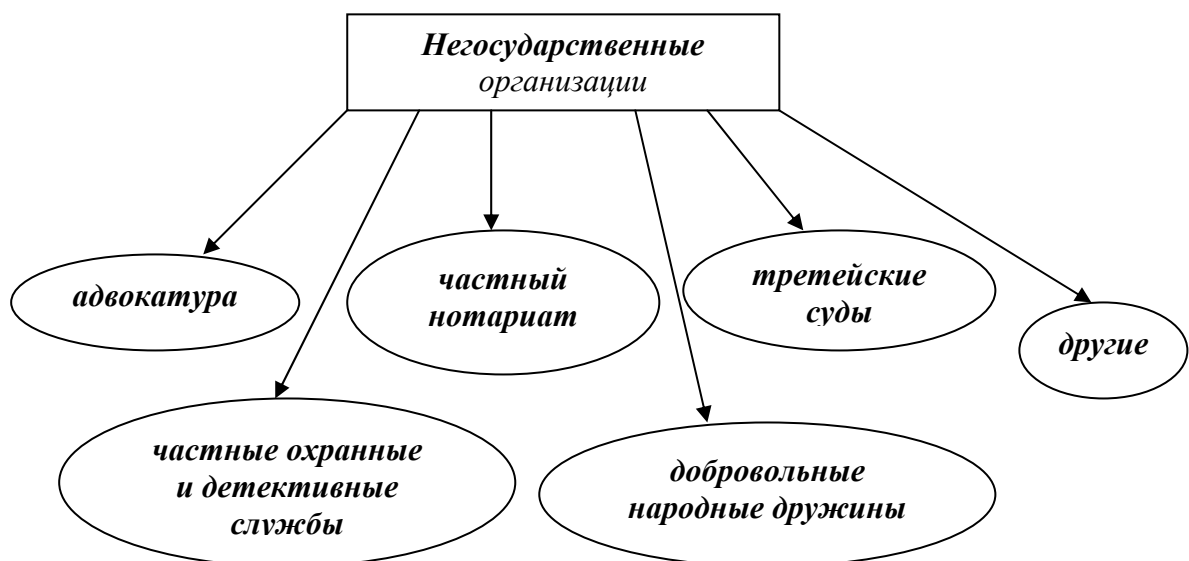 Негосударственные
организации
адвокатура
частный
нотариат
третейские
суды
другие
частные охранные
и детективные
службы
добровольные
народные дружины